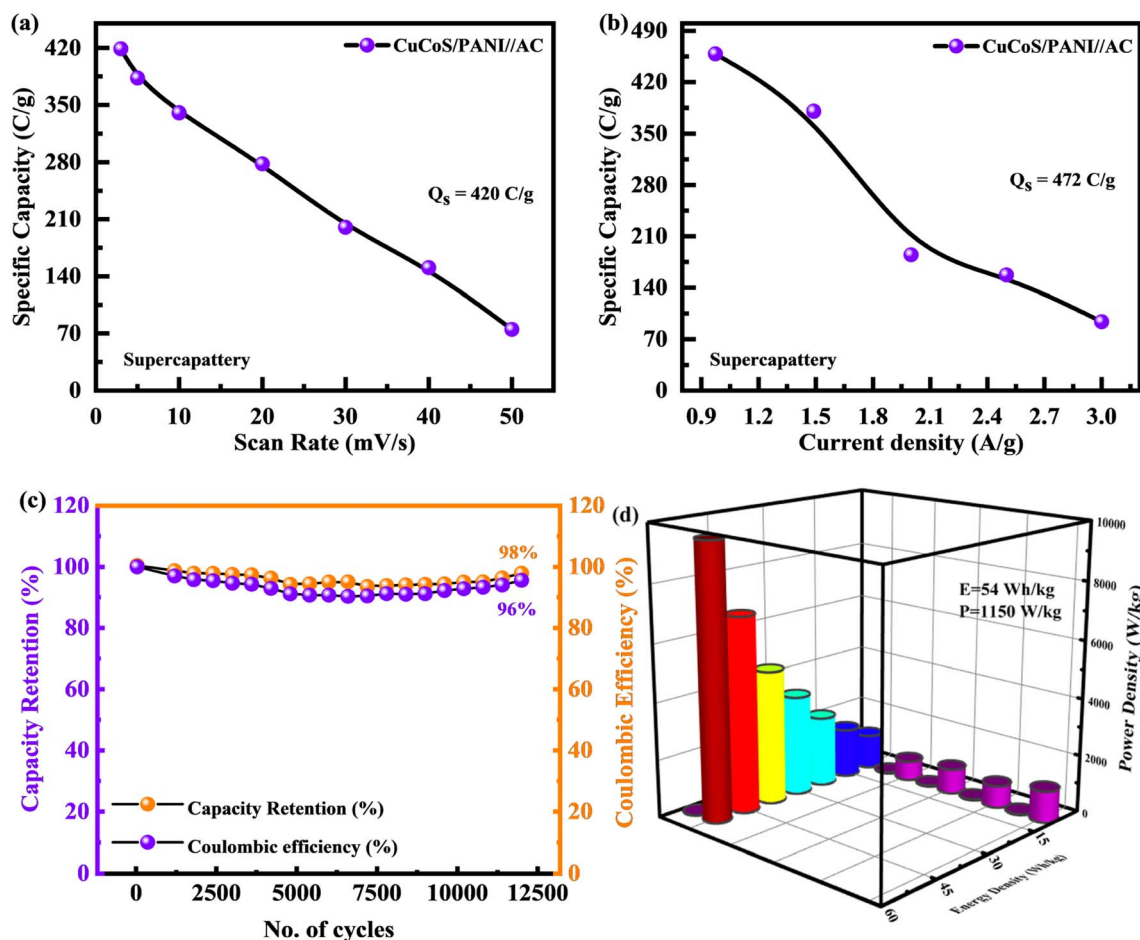 (a)
CuCoS/PANI//AC
420
350
280
210
140
70
0
Specific Capacity (C/g)
Qs = 420 C/g
Supercapattery
0 10 20 30 40 50
Scan Rate (mV/s)
(b)
CuCoS/PANI//AC
490
420
350
280
210
140
70
0
Specific Capacity (C/g)
Qs = 472 C/g
Supercapattery
0.9 1.2 1.5 1.8 2.1 2.4 2.7 3.0
Current density (A/g)
(c)
120
100
80
60
40
20
0
Capacity Retention (%)
98%
96%
Capacity Retention (%)
Coulombic efficiency (%)
0 2500 5000 7500 10000 12500
No. of cycles
120
100
80
60
40
20
0
Coulombic Efficiency (%)
(d)
E=54 Wh/kg
P=1150 W/kg
10000
8000
6000
4000
2000
0
Power Density (W/kg)
15
30
45
60
Energy Density (Wh/kg)